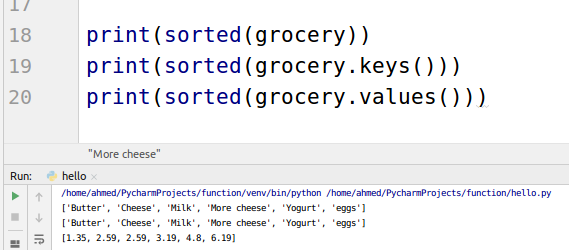 17
18 print(sorted(grocery))
19 print(sorted(grocery.keys()))
20 print(sorted(grocery.values()))
"More cheese"
Run: hello ×
/home/ahmed/PycharmProjects/function/venv/bin/python /home/ahmed/PycharmProjects/function/hello.py
['Butter', 'Cheese', 'Milk', 'More cheese', 'Yogurt', 'eggs']
['Butter', 'Cheese', 'Milk', 'More cheese', 'Yogurt', 'eggs']
[1.35, 2.59, 2.59, 3.19, 4.8, 6.19]